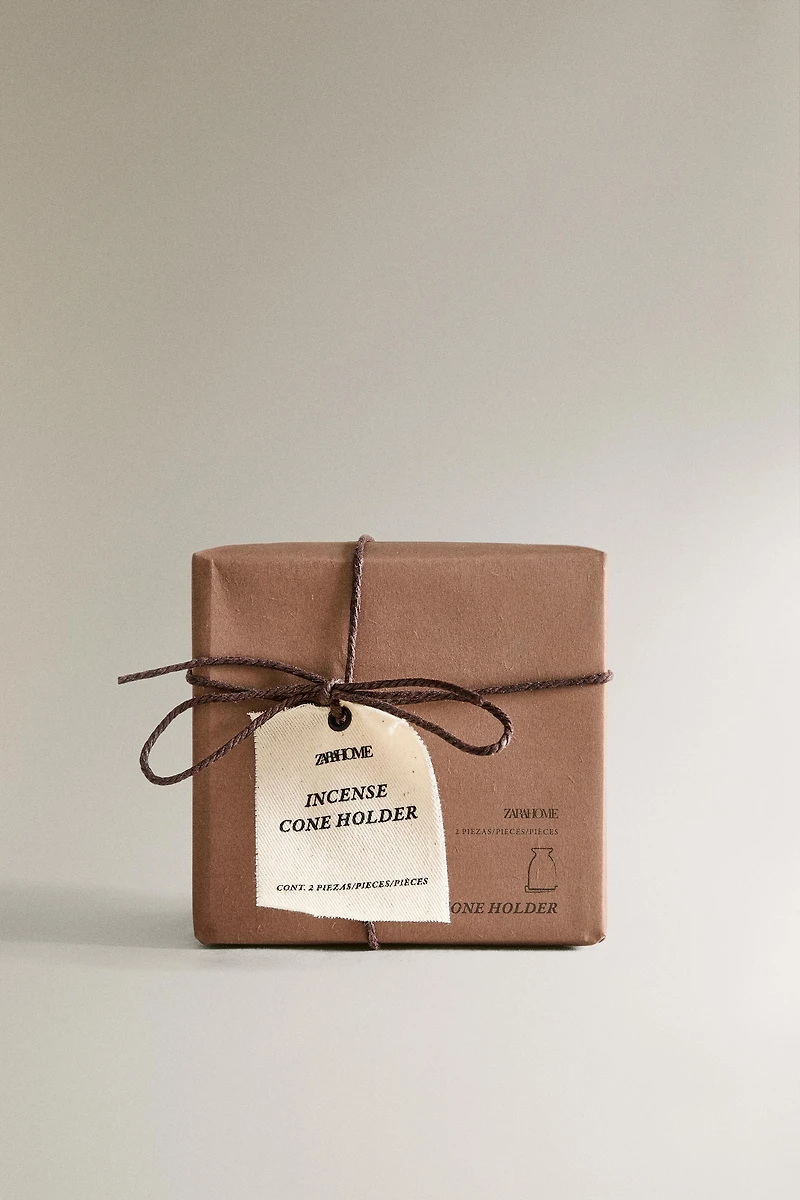 ZARAHOME
INCENSE
CONE HOLDER
CONT. 2 PIEZAS/PIECES/PIÈCES
ZARAHOME
2 PIEZAS/PIECES/PIÈCES
ONE HOLDER